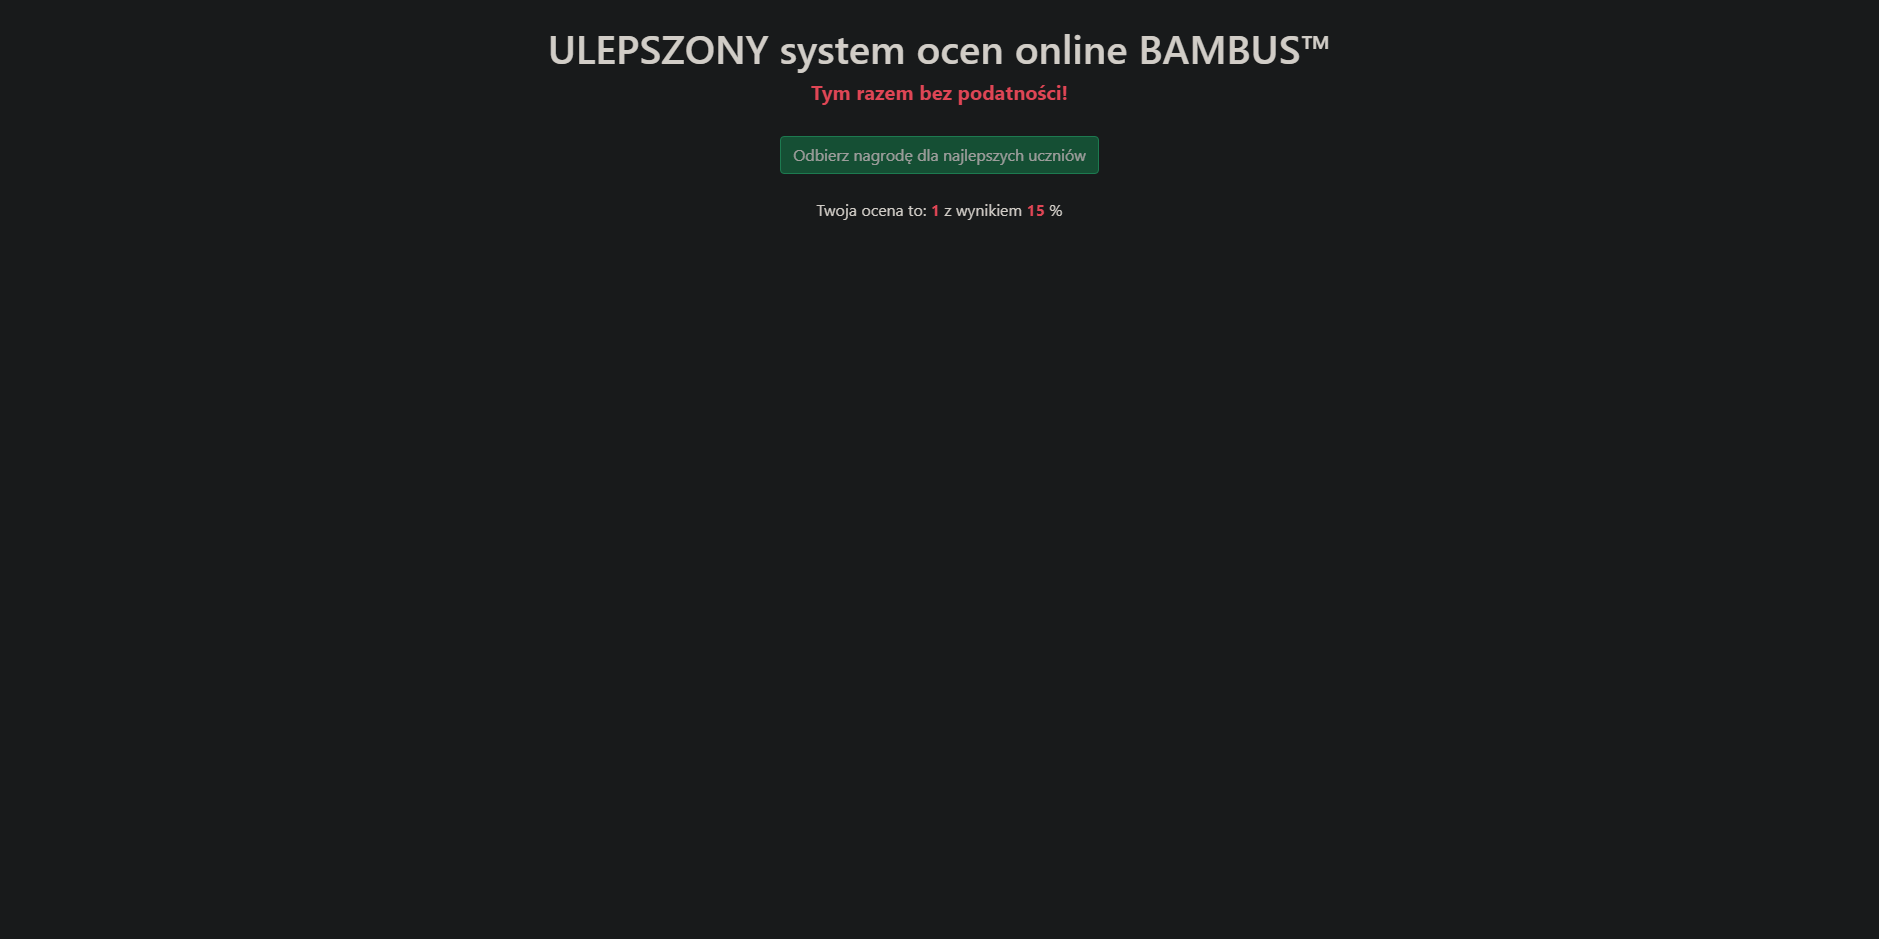 ULEPSZONY system ocen online BAMBUS™
Tym razem bez podatności!
Odbierz nagrodę dla najlepszych uczniów
Twoja ocena to: 1 z wynikiem 15 %